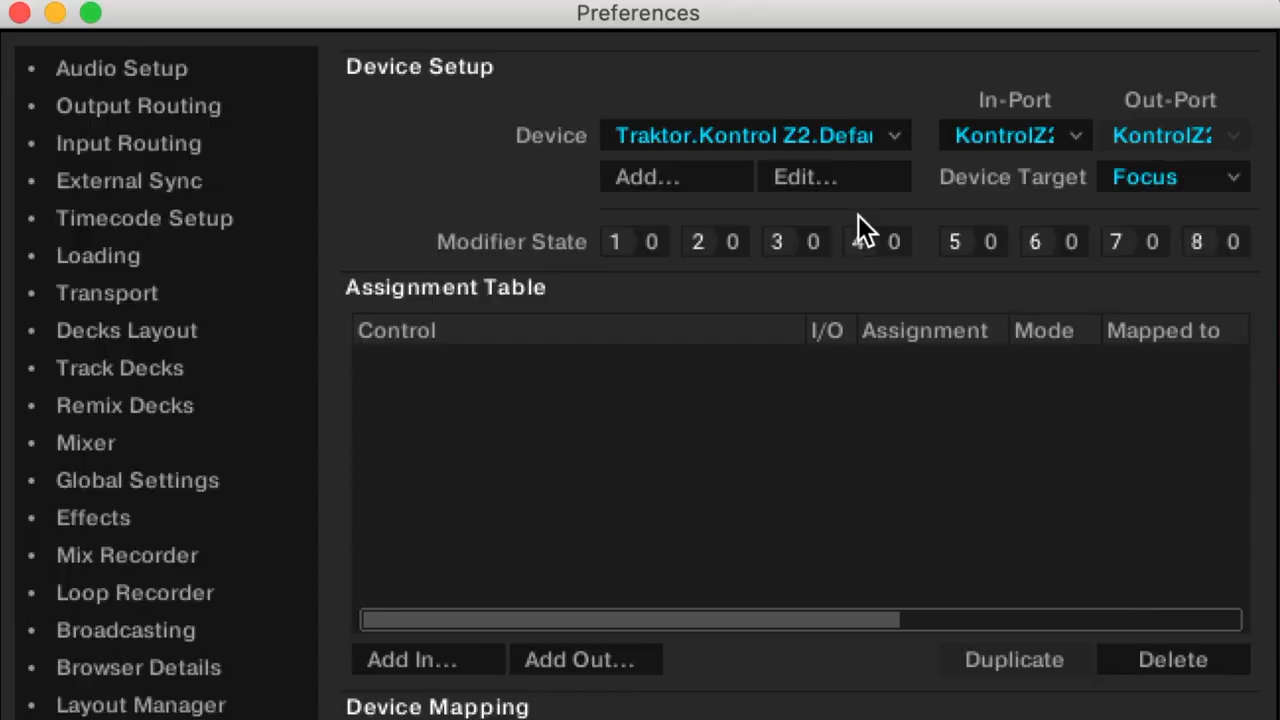 Preferences
Audio Setup
Output Routing
Input Routing
External Sync
Timecode Setup
Loading
Transport
Decks Layout
Track Decks
Remix Decks
Mixer
Global Settings
Effects
Mix Recorder
Loop Recorder
Broadcasting
Browser Details
Layout Manager
Device Setup
In-Port Out-Port
Device Traktor.Kontrol Z2.Defau KontrolZ2 KontrolZ2
Add... Edit... Device Target Focus
Modifier State 1 0 2 0 3 0 4 0 5 0 6 0 7 0 8 0
Assignment Table
Control I/O Assignment Mode Mapped to
Add In... Add Out... Duplicate Delete
Device Mapping